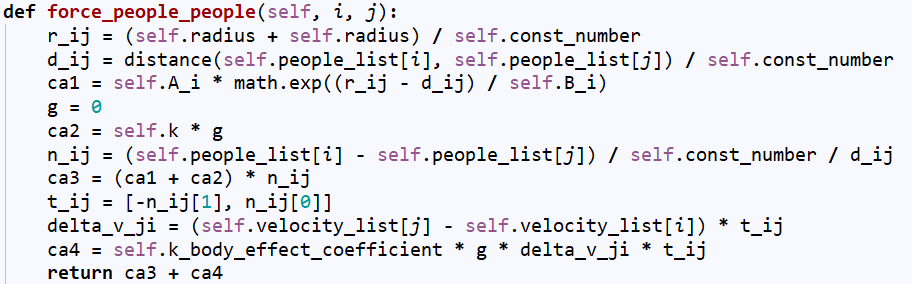 def force_people_people(self, i, j):
    r_ij = (self.radius + self.radius) / self.const_number
    d_ij = distance(self.people_list[i], self.people_list[j]) / self.const_number
    ca1 = self.A_i * math.exp((r_ij - d_ij) / self.B_i)
    g = 0
    ca2 = self.k * g
    n_ij = (self.people_list[i] - self.people_list[j]) / self.const_number / d_ij
    ca3 = (ca1 + ca2) * n_ij
    t_ij = [-n_ij[1], n_ij[0]]
    delta_v_ji = (self.velocity_list[j] - self.velocity_list[i]) * t_ij
    ca4 = self.k_body_effect_coefficient * g * delta_v_ji * t_ij
    return ca3 + ca4